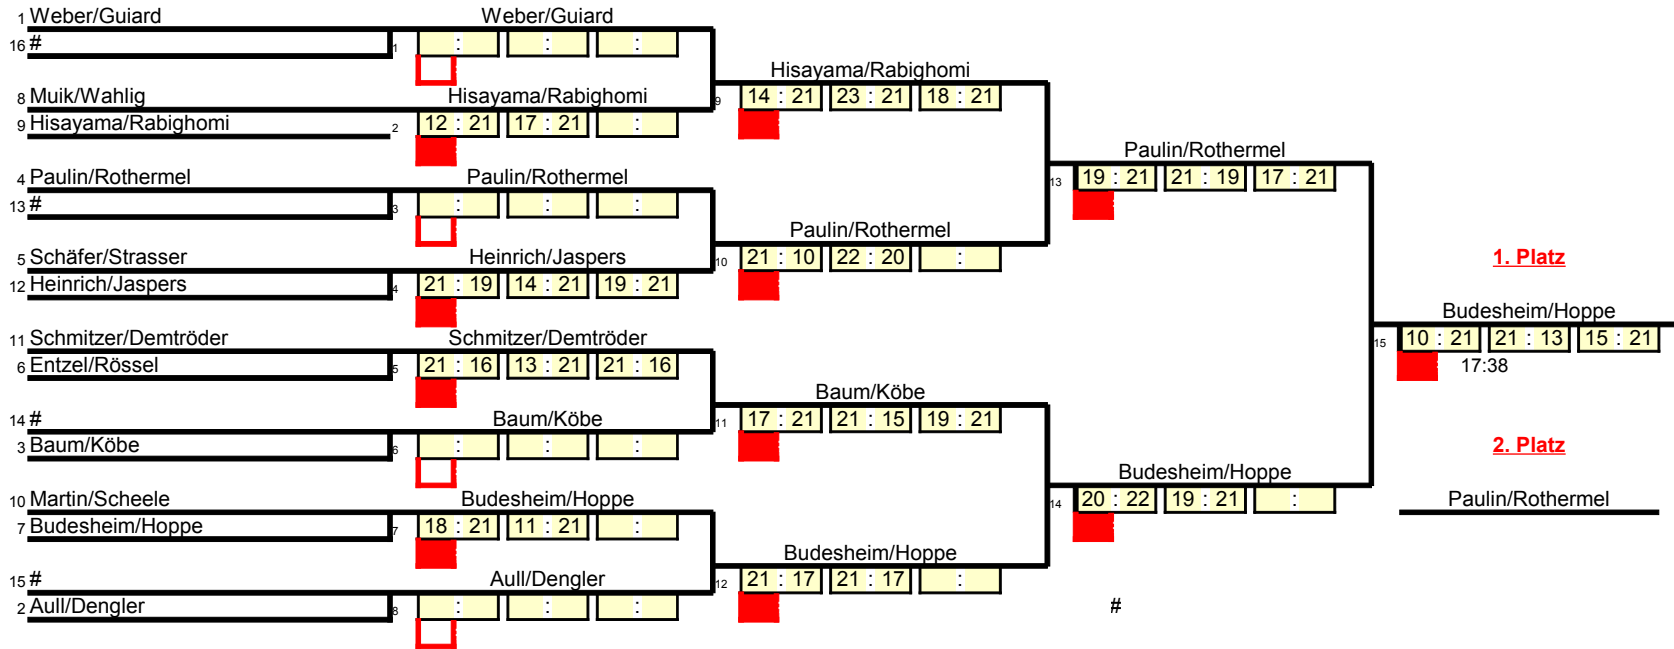 1 Weber/Guiard Weber/Guiard
16 # 1 : : :
Hisayama/Rabighomi
8 Muik/Wahlig Hisayama/Rabighomi 9 14 : 21 23 : 21 18 : 21
9 Hisayama/Rabighomi 2 12 : 21 17 : 21 :
Paulin/Rothermel
4 Paulin/Rothermel Paulin/Rothermel 13 19 : 21 21 : 19 17 : 21
13 # 3 : : :
Paulin/Rothermel
5 Schäfer/Strasser Heinrich/Jaspers 10 21 : 10 22 : 20 : 1. Platz
12 Heinrich/Jaspers 4 21 : 19 14 : 21 19 : 21
Budesheim/Hoppe
11 Schmitzer/Demtröder Schmitzer/Demtröder 15 10 : 21 21 : 13 15 : 21
6 Entzel/Rössel 5 21 : 16 13 : 21 21 : 16 17:38
Baum/Köbe
14 # Baum/Köbe 11 17 : 21 21 : 15 19 : 21
3 Baum/Köbe 6 : : : 2. Platz
Budesheim/Hoppe
10 Martin/Scheele Budesheim/Hoppe 14 20 : 22 19 : 21 : Paulin/Rothermel
7 Budesheim/Hoppe 7 18 : 21 11 : 21 :
Budesheim/Hoppe
15 # Aull/Dengler 12 21 : 17 21 : 17 :
2 Aull/Dengler 8 : : : #